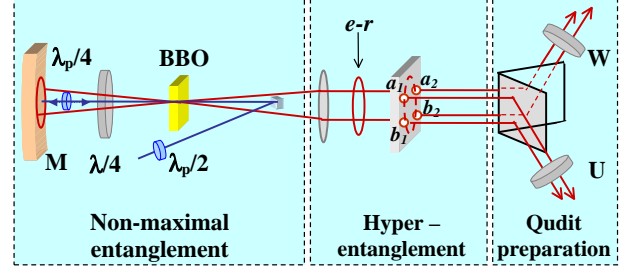 e-r
λp/4
BBO
a1
a2
W
b2
b1
M
λ/4
λp/2
U
Non-maximal
entanglement
Hyper –
entanglement
Qudit
preparation